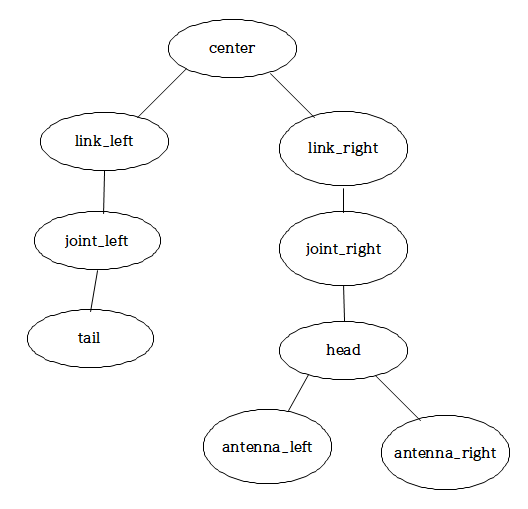 center
link_left
link_right
joint_left
joint_right
tail
head
antenna_left
antenna_right